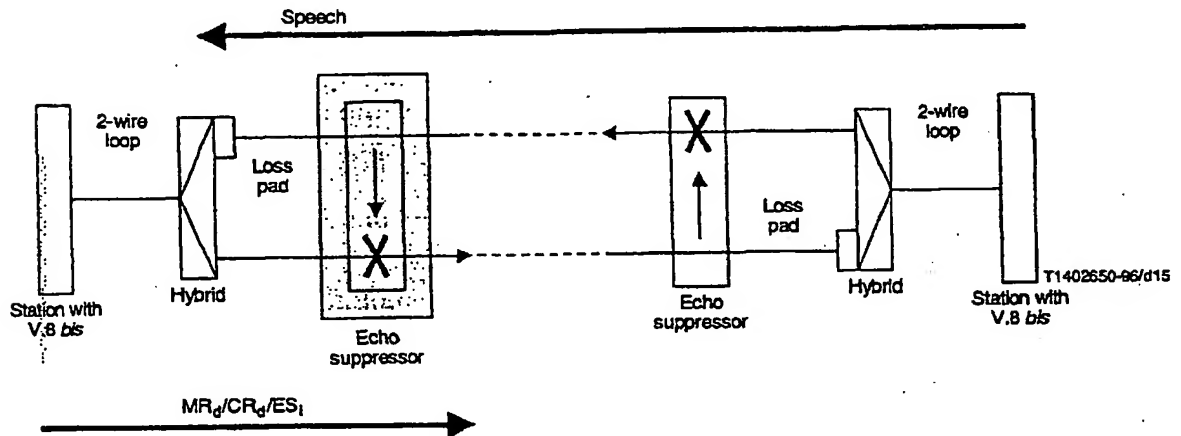 Speech
2-wire
loop
Loss
pad
Hybrid
Station with
V.8 bis
Echo
suppressor
Echo
suppressor
Loss
pad
2-wire
loop
Hybrid
T1402650-96/d15
Station with
V.8 bis
MRd/CRd/ESi